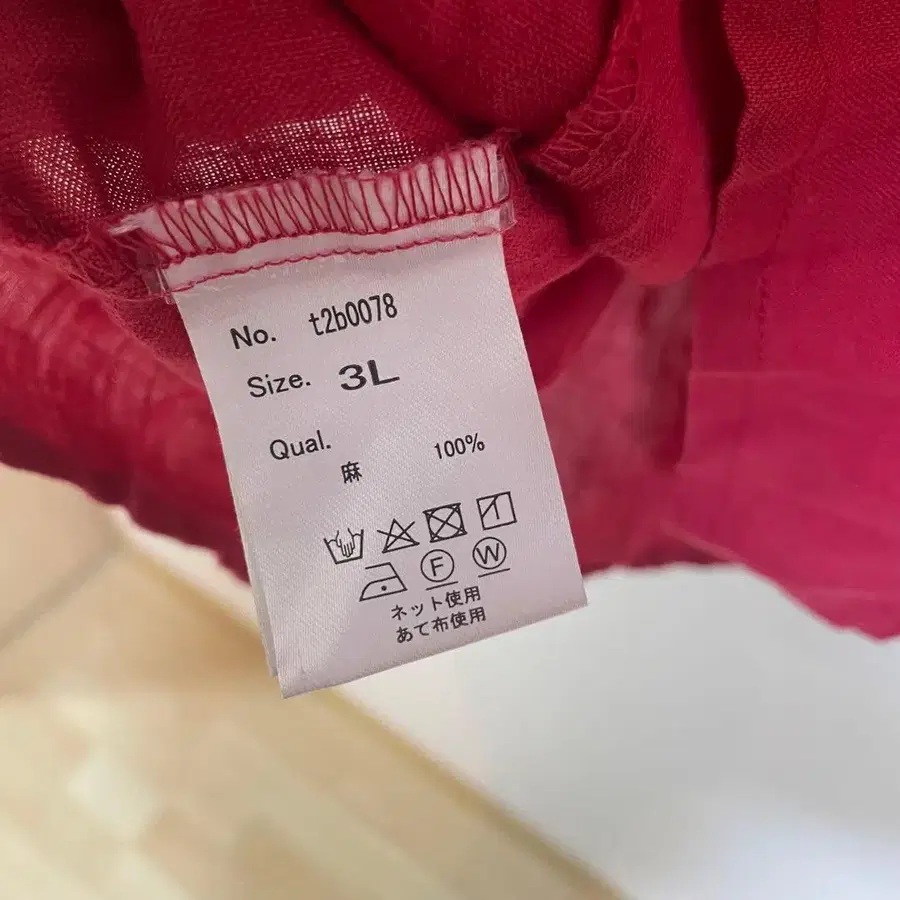 No. t2b0078
Size. 3L
Qual.
麻 100%
F W
ネット使用
あて布使用